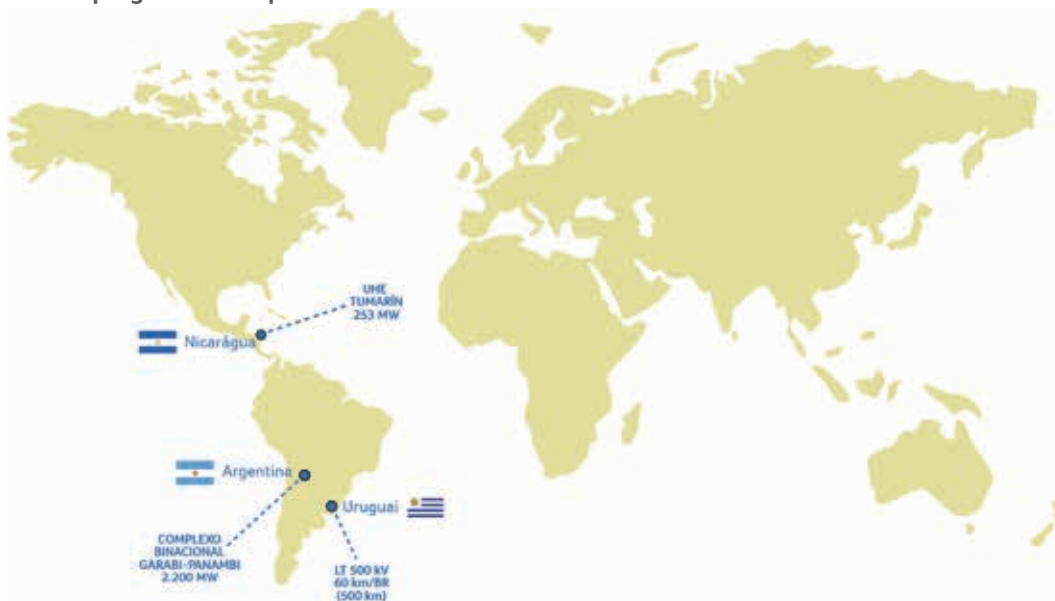 UHE
TUMARÍN
253 MW
Nicarágua
Argentina
Uruguai
COMPLEXO
BINACIONAL
GARABI-PANAMBI
2.200 MW
LT 500 kV
60 km/BR
(500 km)